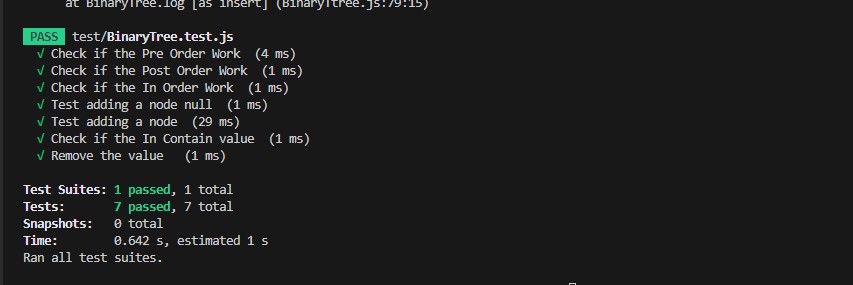 at BinaryTree.log [as insert] (BinaryTtree.js:79:15)
PASS test/BinaryTree.test.js
√ Check if the Pre Order Work (4 ms)
√ Check if the Post Order Work (1 ms)
√ Check if the In Order Work (1 ms)
√ Test adding a node null (1 ms)
√ Test adding a node (29 ms)
√ Check if the In Contain value (1 ms)
√ Remove the value (1 ms)
Test Suites: 1 passed, 1 total
Tests: 7 passed, 7 total
Snapshots: 0 total
Time: 0.642 s, estimated 1 s
Ran all test suites.